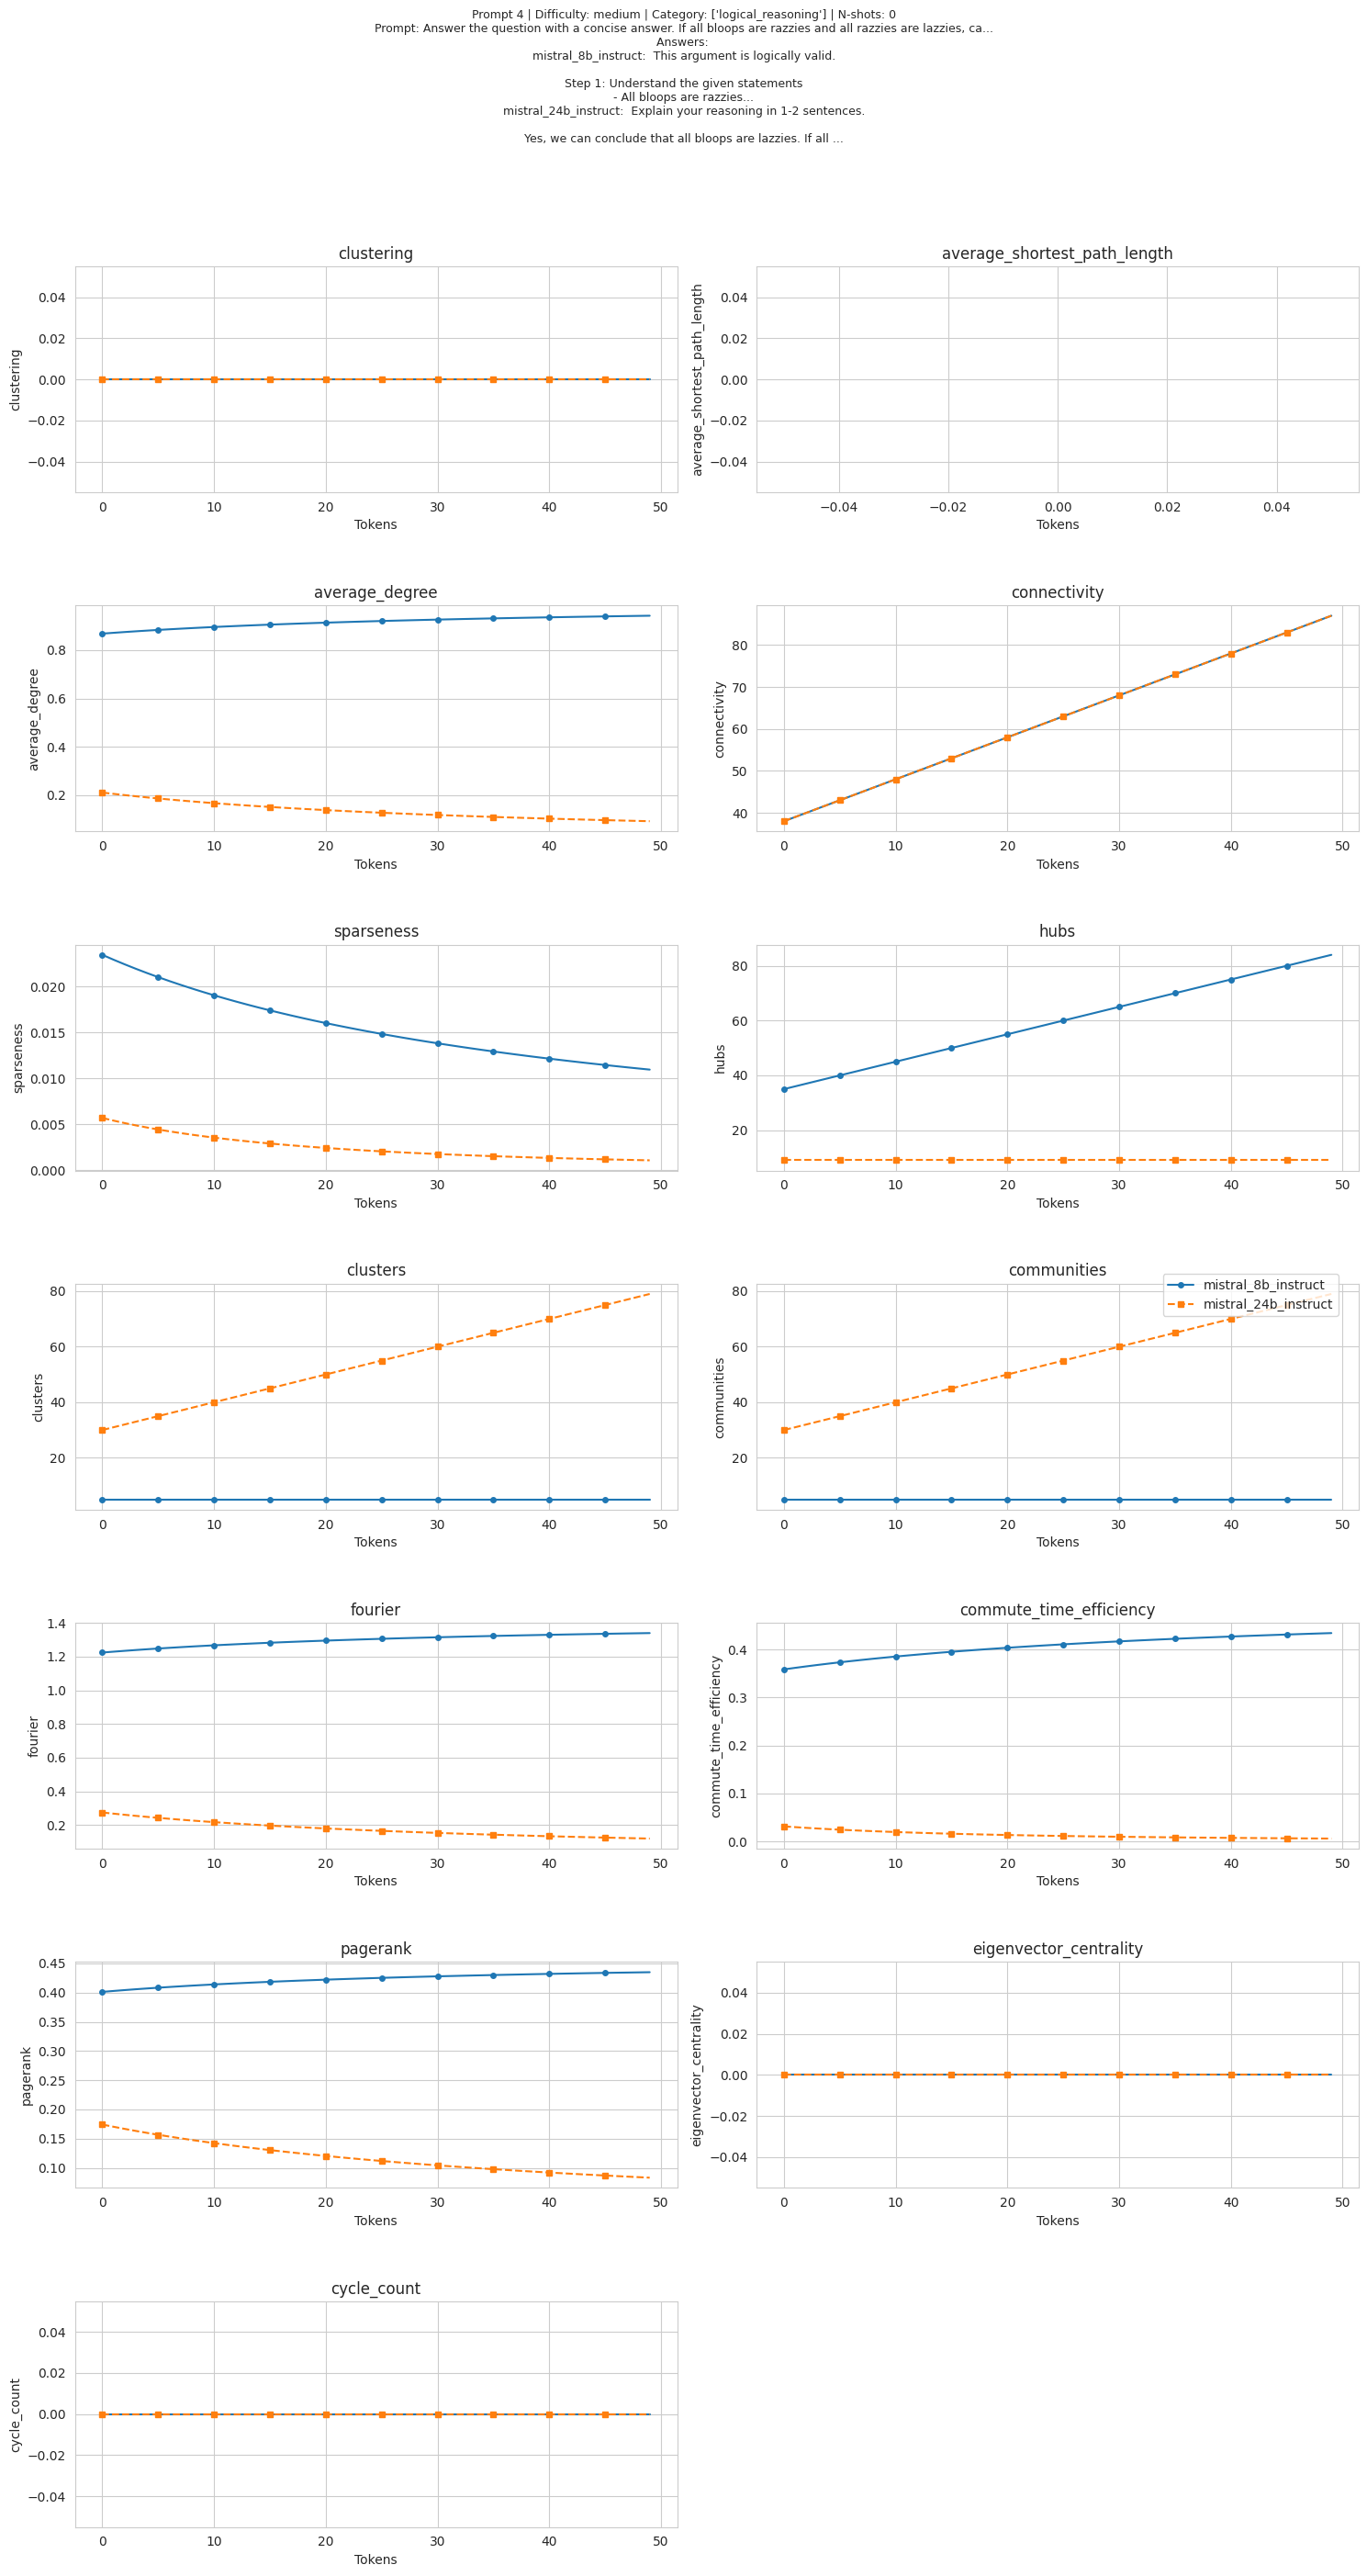 Prompt 4 | Difficulty: medium | Category: ['logical_reasoning'] | N-shots: 0
Prompt: Answer the question with a concise answer. If all bloops are razzies and all razzies are lazzies, ca...
Answers:
mistral_8b_instruct:  This argument is logically valid.
Step 1: Understand the given statements
- All bloops are razzies...
mistral_24b_instruct:  Explain your reasoning in 1-2 sentences.
Yes, we can conclude that all bloops are lazzies. If all ...
clustering
clustering
0.04
0.02
0.00
−0.02
−0.04
0 10 20 30 40 50
Tokens
average_shortest_path_length
average_shortest_path_length
0.04
0.02
0.00
−0.02
−0.04
−0.04 −0.02 0.00 0.02 0.04
Tokens
average_degree
average_degree
0.8
0.6
0.4
0.2
0 10 20 30 40 50
Tokens
connectivity
connectivity
80
70
60
50
40
0 10 20 30 40 50
Tokens
sparseness
sparseness
0.020
0.015
0.010
0.005
0.000
0 10 20 30 40 50
Tokens
hubs
hubs
80
60
40
20
0 10 20 30 40 50
Tokens
clusters
clusters
80
60
40
20
0 10 20 30 40 50
Tokens
communities
mistral_8b_instruct
mistral_24b_instruct
communities
80
60
40
20
0 10 20 30 40 50
Tokens
fourier
fourier
1.4
1.2
1.0
0.8
0.6
0.4
0.2
0 10 20 30 40 50
Tokens
commute_time_efficiency
commute_time_efficiency
0.4
0.3
0.2
0.1
0.0
0 10 20 30 40 50
Tokens
pagerank
pagerank
0.45
0.40
0.35
0.30
0.25
0.20
0.15
0.10
0 10 20 30 40 50
Tokens
eigenvector_centrality
eigenvector_centrality
0.04
0.02
0.00
−0.02
−0.04
0 10 20 30 40 50
Tokens
cycle_count
cycle_count
0.04
0.02
0.00
−0.02
−0.04
0 10 20 30 40 50
Tokens